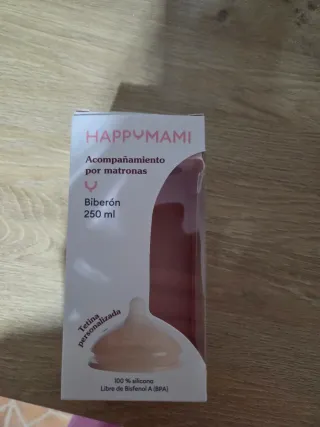 HAPPYMAMI
Acompañamiento
por matronas
Biberón
250 ml
Tetina
personalizada
100 % silicona
Libre de Bisfenol A (BPA)